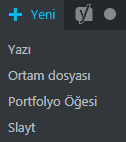 Yeni
Yazı
Ortam dosyası
Portfolyo Öğesi
Slayt